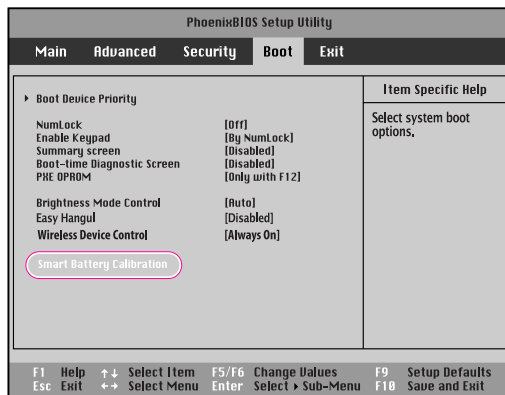 PhoenixBIOS Setup Utility
Main Advanced Security Boot Exit
▸ Boot Device Priority
NumLock [Off]
Enable Keypad [By NumLock]
Summary screen [Disabled]
Boot-time Diagnostic Screen [Disabled]
PXE OPROM [Only with F12]
Brightness Mode Control [Auto]
Easy Hangul [Disabled]
Wireless Device Control [Always On]
Smart Battery Calibration
Item Specific Help
Select system boot
options.
F1 Help ↑↓ Select Item F5/F6 Change Values F9 Setup Defaults
Esc Exit ←→ Select Menu Enter Select ▸ Sub-Menu F10 Save and Exit